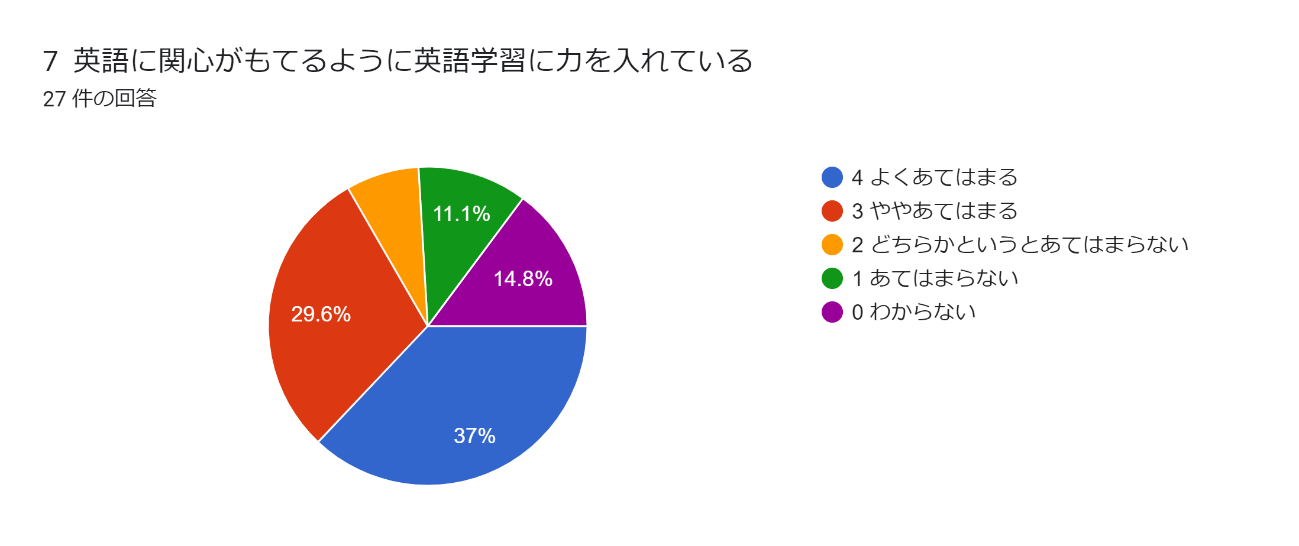 7 英語に関心がもてるように英語学習に力を入れている
27 件の回答
4 よくあてはまる
3 ややあてはまる
2 どちらかというとあてはまらない
1 あてはまらない
0 わからない
11.1%
14.8%
29.6%
37%